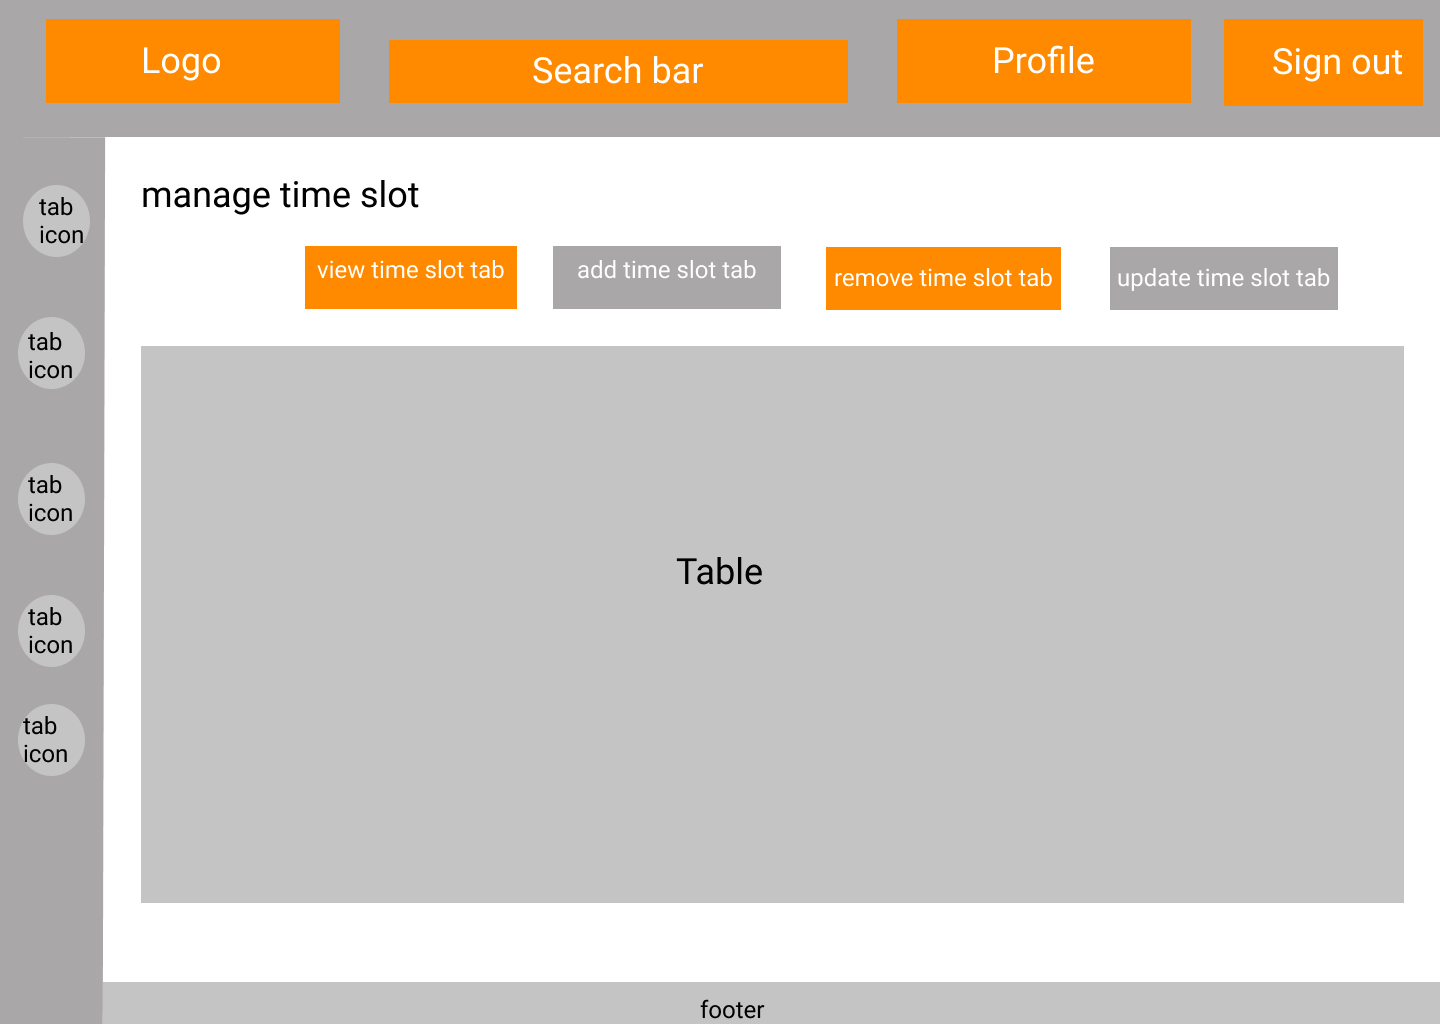 Logo
Search bar
Profile
Sign out
manage time slot
view time slot tab
add time slot tab
remove time slot tab
update time slot tab
tab
icon
tab
icon
tab
icon
tab
icon
tab
icon
Table
footer